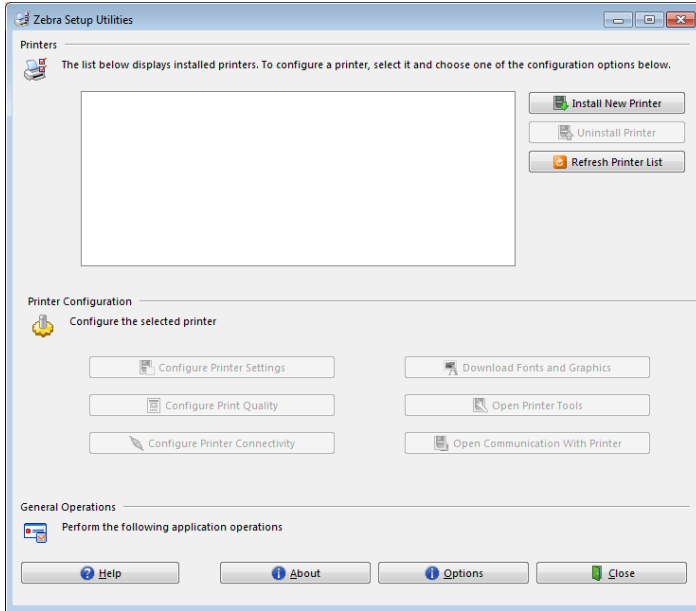 Zebra Setup Utilities
Printers
The list below displays installed printers. To configure a printer, select it and choose one of the configuration options below.
Install New Printer
Uninstall Printer
Refresh Printer List
Printer Configuration
Configure the selected printer
Configure Printer Settings
Download Fonts and Graphics
Configure Print Quality
Open Printer Tools
Configure Printer Connectivity
Open Communication With Printer
General Operations
Perform the following application operations
Help
About
Options
Close